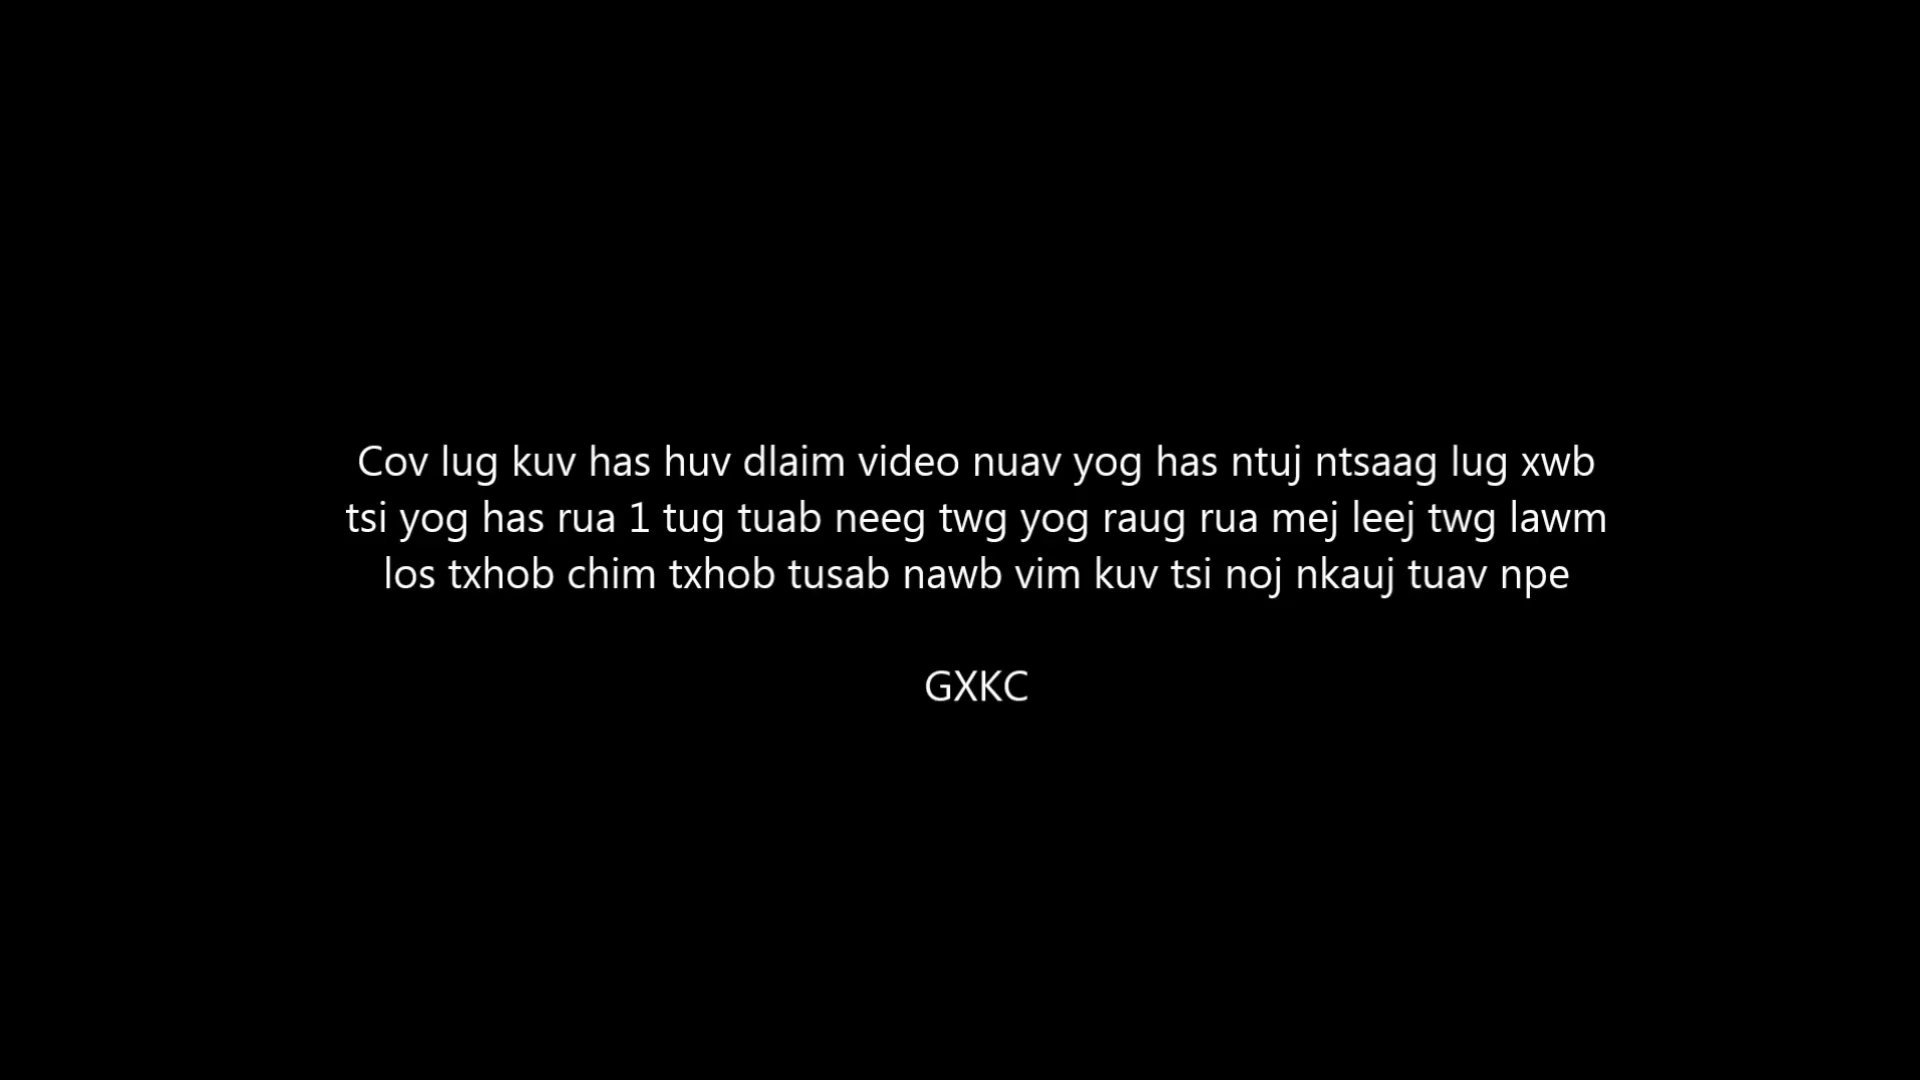 Cov lug kuv has huv dlaim video nuav yog has ntuj ntsaag lug xwb
tsi yog has rua 1 tug tuab neeg twg yog raug rua mej leej twg lawm
los txhob chim txhob tusab nawb vim kuv tsi noj nkauj tuav npe
GXKC